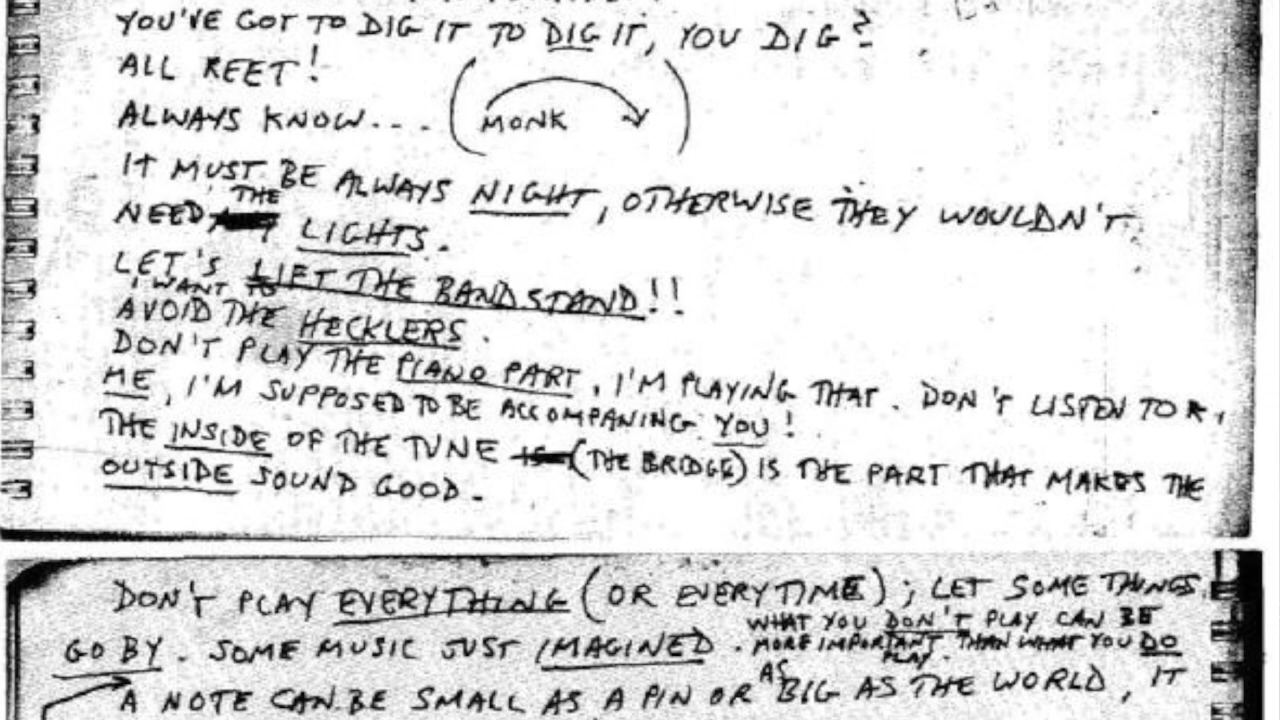 YOU'VE GOT TO DIG IT TO DIG IT, YOU DIG?
ALL REET!
ALWAYS KNOW... (MONK)
IT MUST BE ALWAYS NIGHT, OTHERWISE THEY WOULDN'T
NEED THE LIGHTS.
LET'S LIFT THE BANDSTAND!!
I WANT TO
AVOID THE HECKLERS.
DON'T PLAY THE PIANO PART, I'M PLAYING THAT. DON'T LISTEN TO
ME, I'M SUPPOSED TO BE ACCOMPANING YOU!
THE INSIDE OF THE TUNE (THE BRIDGE) IS THE PART THAT MAKES THE
OUTSIDE SOUND GOOD.
DON'T PLAY EVERYTHING (OR EVERYTIME); LET SOME THINGS
GO BY. SOME MUSIC JUST IMAGINED.
WHAT YOU DON'T PLAY CAN BE
MORE IMPORTANT THAN WHAT YOU DO
PLAY.
A NOTE CAN BE SMALL AS A PIN OR AS BIG AS THE WORLD, IT